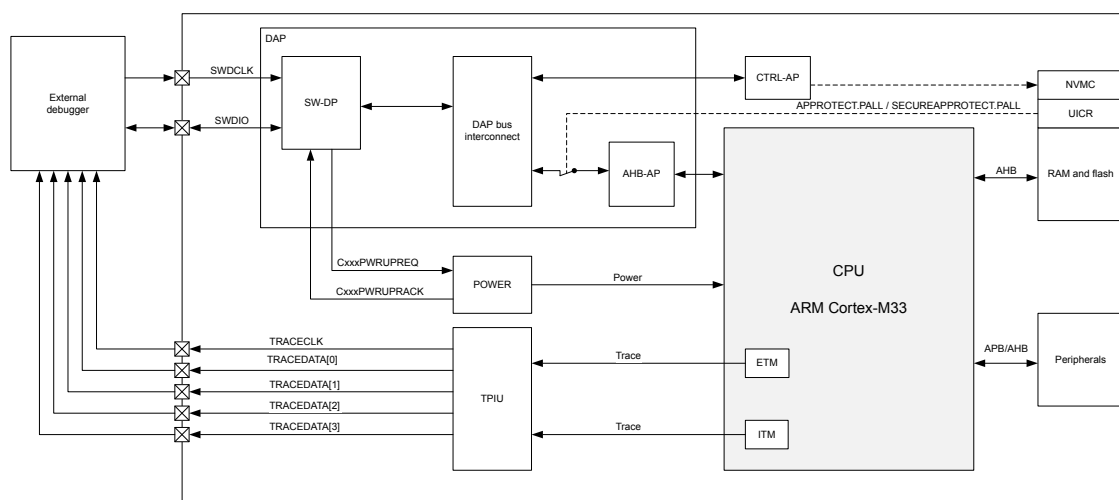 DAP
External
debugger
SWDCLK
SWDIO
SW-DP
DAP bus
interconnect
CTRL-AP
NVMC
APPROTECT.PALL / SECUREAPPROTECT.PALL
UICR
AHB-AP
AHB
RAM and flash
CxxxPWRUPREQ
CxxxPWRUPRACK
POWER
Power
CPU
ARM Cortex-M33
TRACECLK
TRACEDATA[0]
TRACEDATA[1]
TRACEDATA[2]
TRACEDATA[3]
TPIU
Trace
ETM
Trace
ITM
APB/AHB
Peripherals